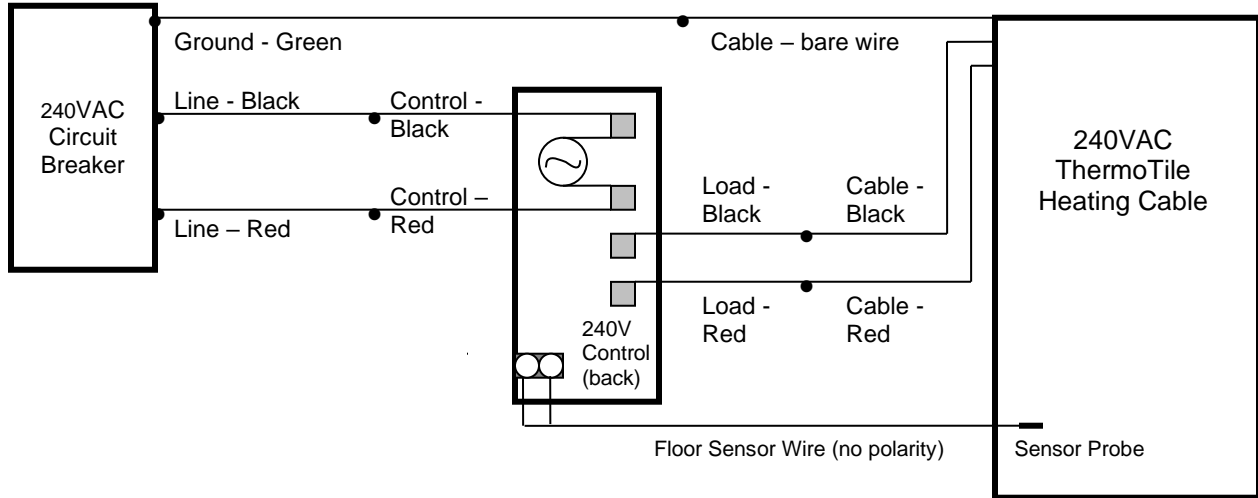 Ground - Green
Cable – bare wire
240VAC
Circuit
Breaker
Line - Black
Control -
Black
Line – Red
Control –
Red
Load -
Black
Cable -
Black
Load -
Red
Cable -
Red
240V
Control
(back)
240VAC
ThermoTile
Heating Cable
Floor Sensor Wire (no polarity)
Sensor Probe